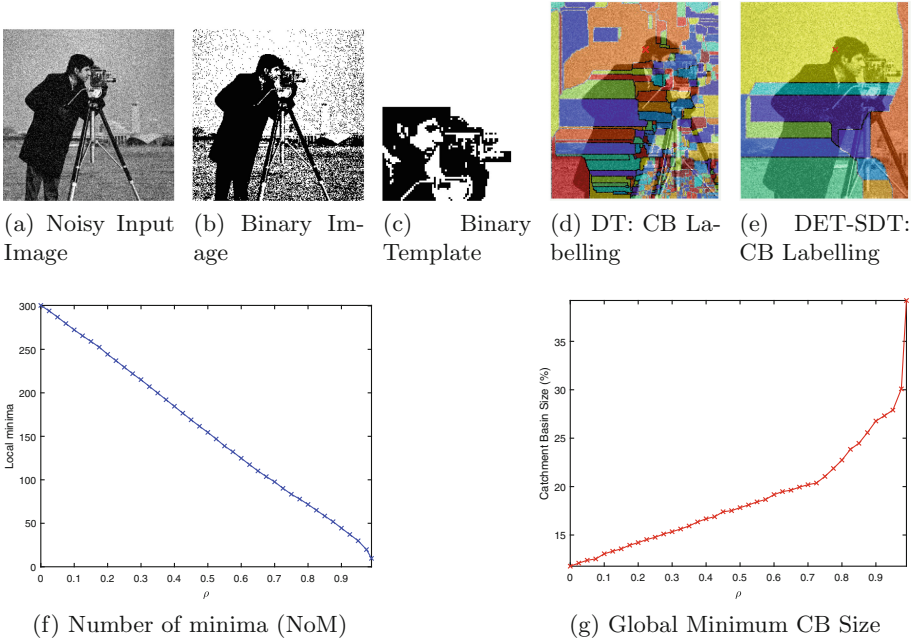 (a) Noisy Input Image
(b) Binary Im-age
(c) Binary Template
(d) DT: CB La-belling
(e) DET-SDT: CB Labelling
300
250
200
150
100
50
0
Local minima
0 0.1 0.2 0.3 0.4 0.5 0.6 0.7 0.8 0.9
ρ
(f) Number of minima (NoM)
35
30
25
20
15
Catchment Basin Size (%)
0 0.1 0.2 0.3 0.4 0.5 0.6 0.7 0.8 0.9
ρ
(g) Global Minimum CB Size